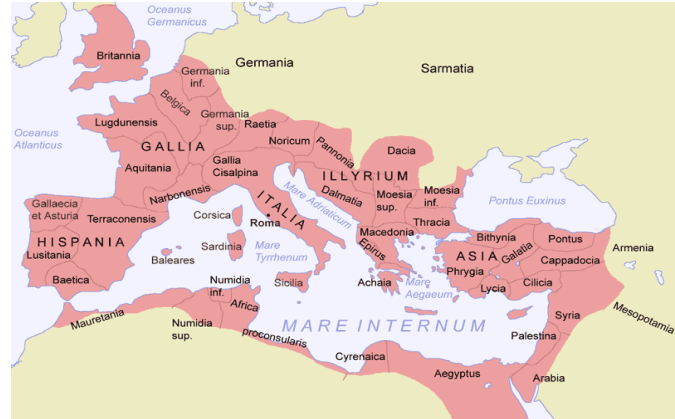 Oceanus
Germanicus
Britannia
Germania
Sarmatia
Germania
inf.
Belgica
Oceanus
Atlanticus
Lugdunensis
Germania
sup.
Raetia
GALLIA
Noricum
Pannonia
Dacia
Aquitania
Gallia
Cisalpina
ILLYRIUM
Narbonensis
Dalmatia
Moesia
sup.
Moesia
inf.
Mare Adriaticum
Pontus Euxinus
Gallaecia
et Asturia
Terraconensis
Corsica
ITALIA
Roma
Thracia
Macedonia
HISPANIA
Lusitania
Baetica
Baleares
Sardinia
Mare
Tyrrhenum
Epirus
Bithynia
Galatia
Pontus
Armenia
ASIA
Cappadocia
Phrygia
Achaia
Mare
Aegaeum
Lycia
Cilicia
Numidia
inf.
Sicilia
Africa
Mauretania
Numidia
sup.
proconsularis
MARE INTERNUM
Syria
Mesopotamia
Palestina
Cyrenaica
Aegyptus
Arabia